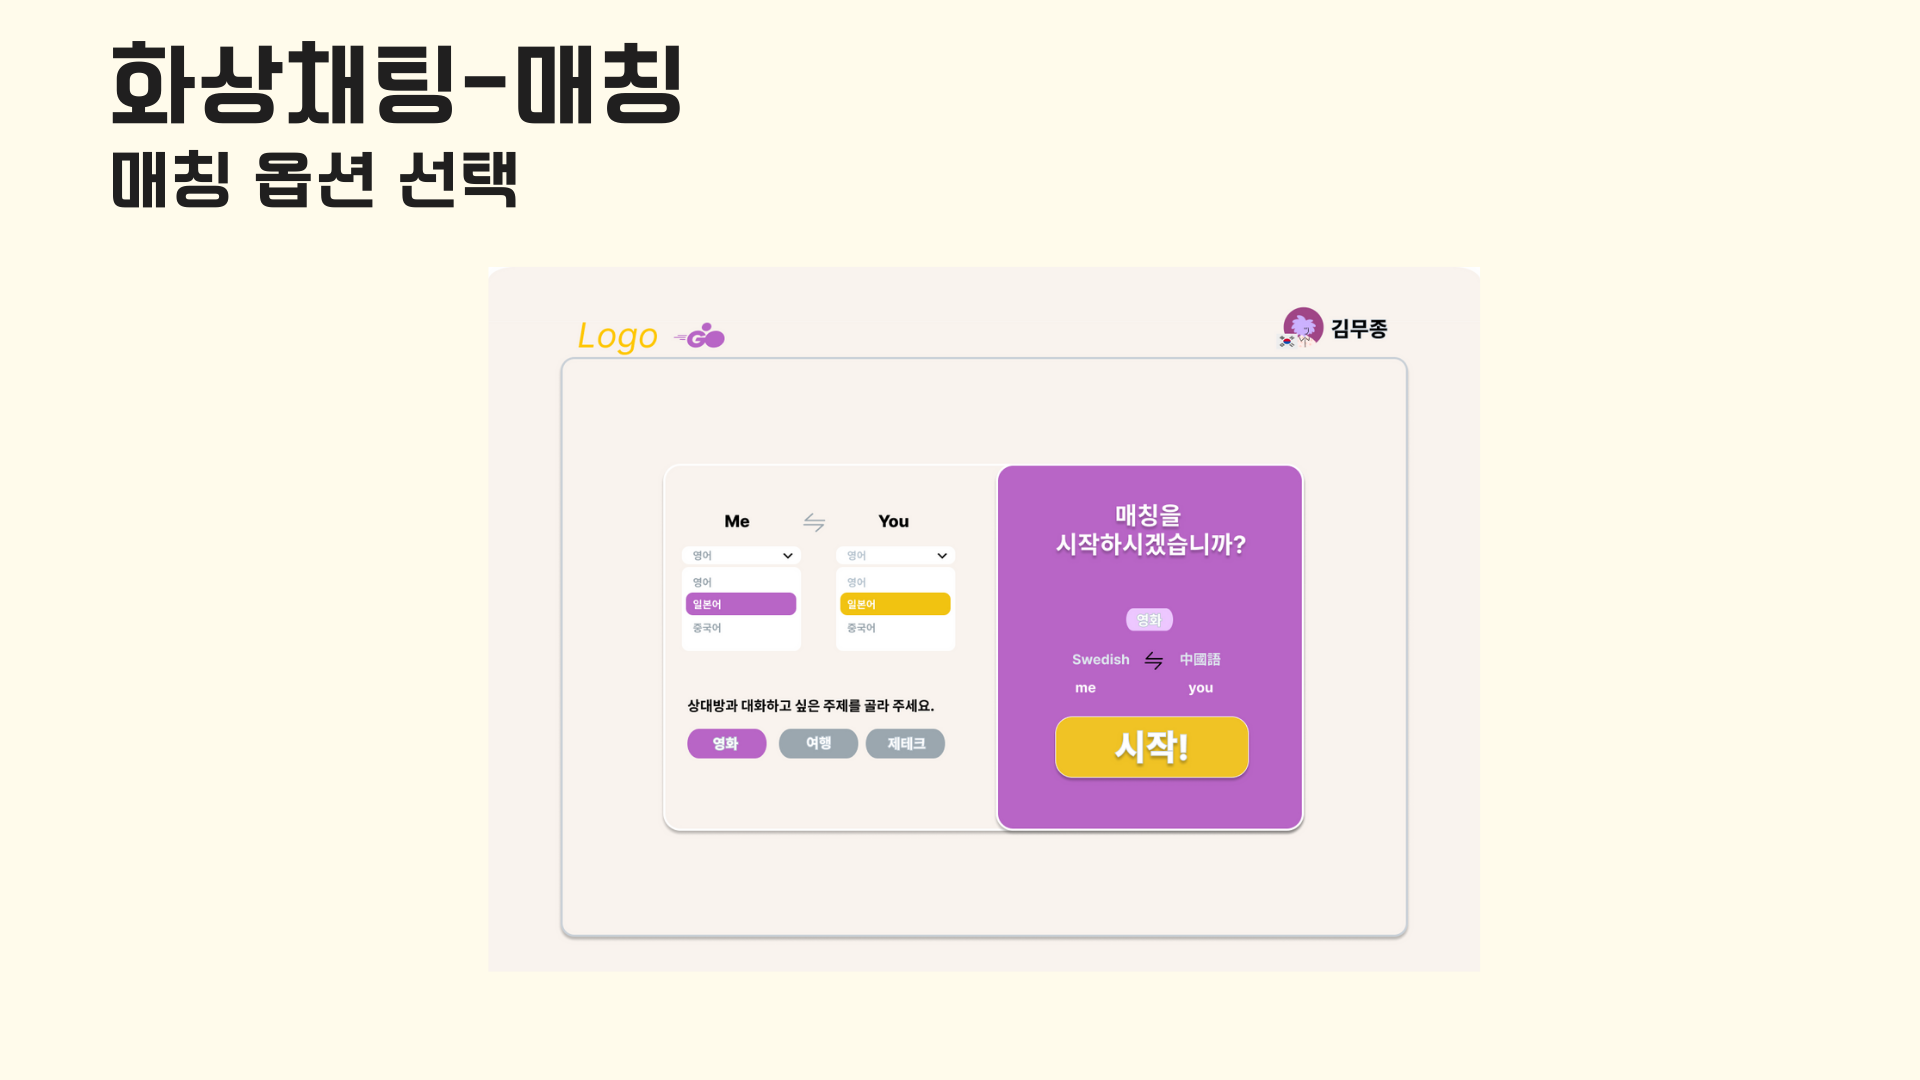 화상채팅-매칭
매칭 옵션 선택
Logo
GO
김무종
Me
You
영어
영어
영어
영어
일본어
일본어
중국어
중국어
상대방과 대화하고 싶은 주제를 골라 주세요.
영화
여행
제테크
매칭을
시작하시겠습니까?
영화
Swedish
中國語
me
you
시작!